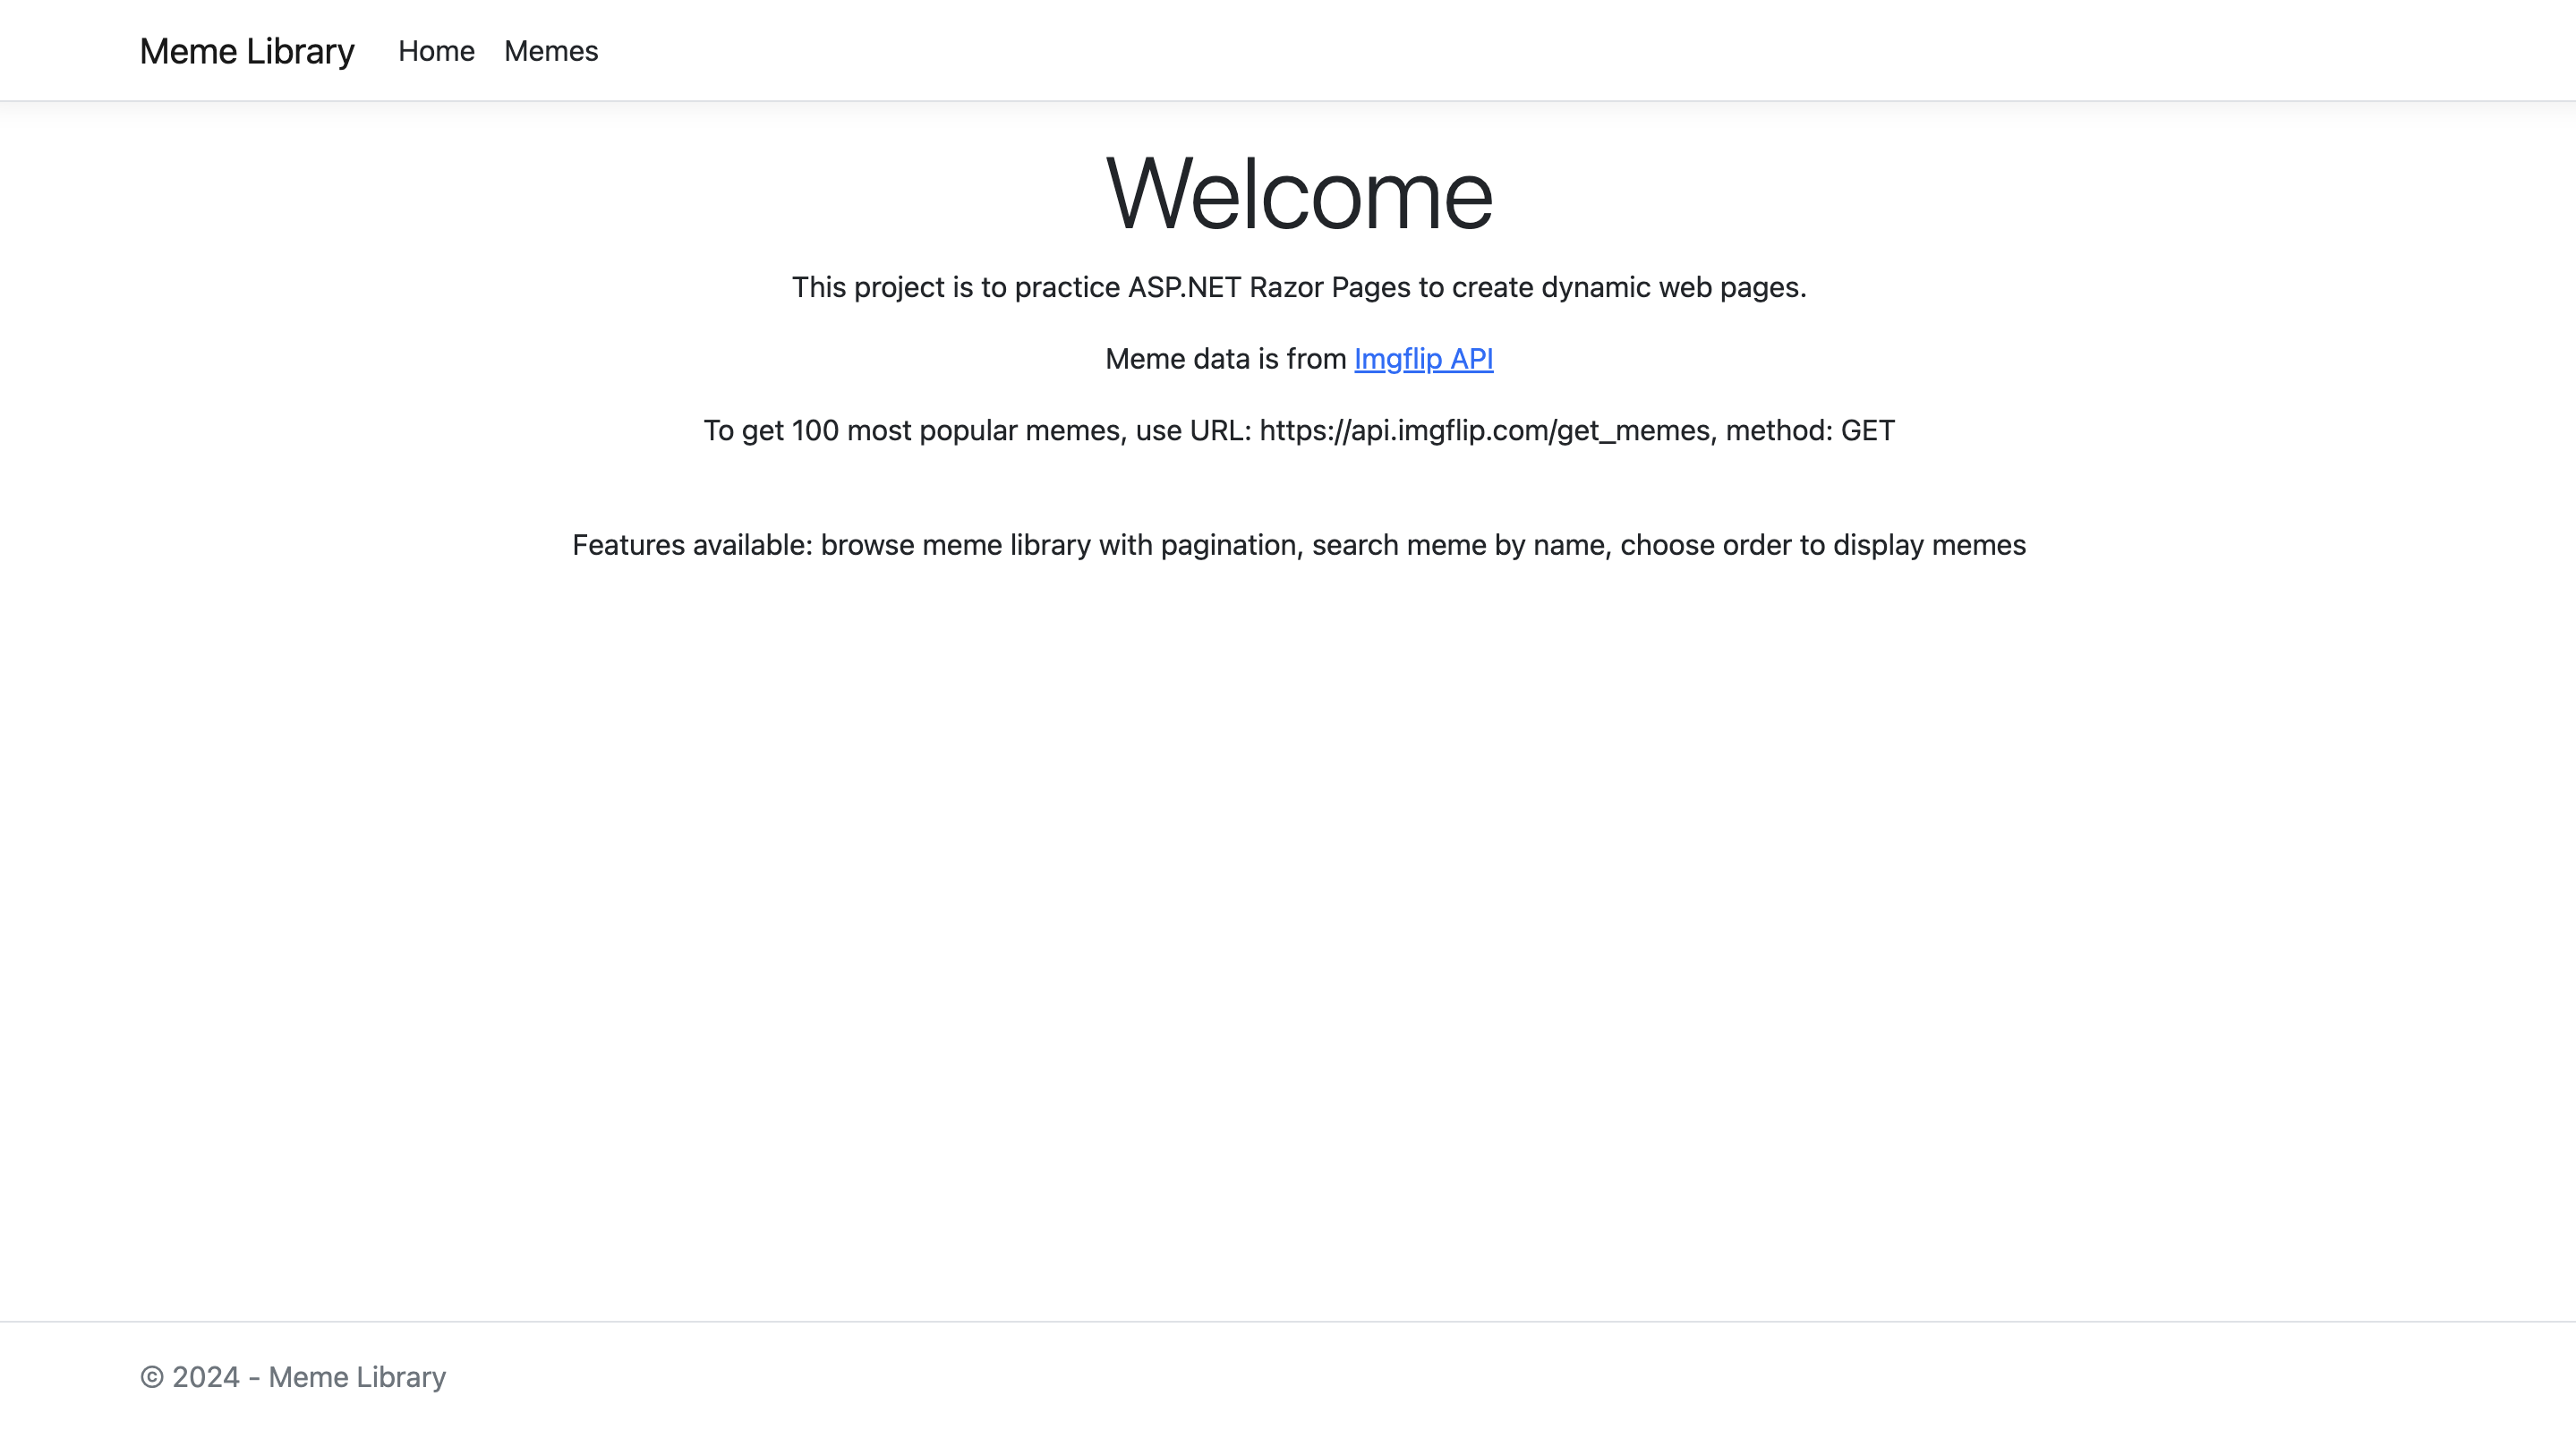 Meme Library Home Memes
Welcome
This project is to practice ASP.NET Razor Pages to create dynamic web pages.
Meme data is from Imgflip API
To get 100 most popular memes, use URL: https://api.imgflip.com/get_memes, method: GET
Features available: browse meme library with pagination, search meme by name, choose order to display memes
© 2024 - Meme Library